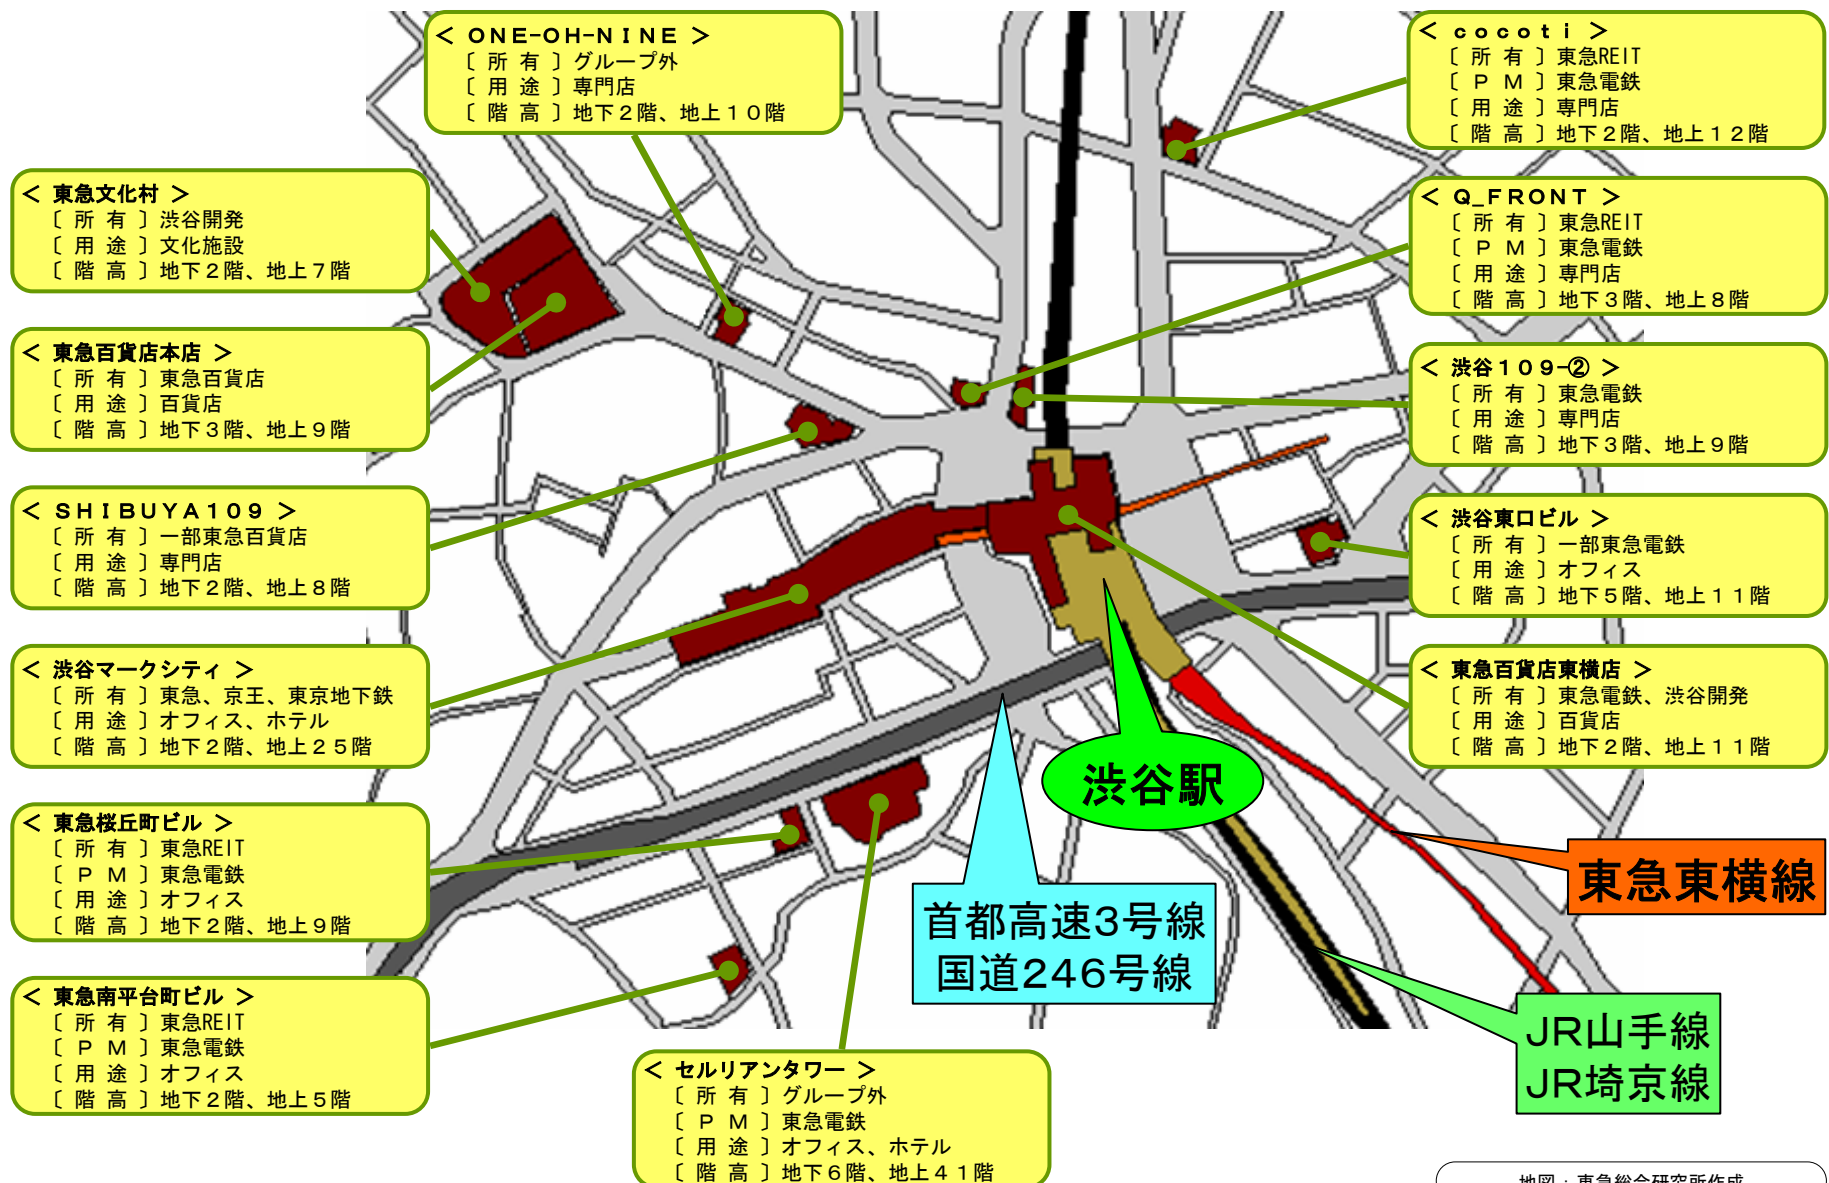 ＜ ＯＮＥ-ＯＨ-ＮＩＮＥ ＞
〔 所 有 〕グループ外
〔 用 途 〕専門店
〔 階 高 〕地下２階、地上１０階
＜ ｃｏｃｏｔｉ ＞
〔 所 有 〕東急REIT
〔 Ｐ Ｍ 〕東急電鉄
〔 用 途 〕専門店
〔 階 高 〕地下２階、地上１２階
＜ 東急文化村 ＞
〔 所 有 〕渋谷開発
〔 用 途 〕文化施設
〔 階 高 〕地下２階、地上７階
＜ Ｑ_ＦＲＯＮＴ ＞
〔 所 有 〕東急REIT
〔 Ｐ Ｍ 〕東急電鉄
〔 用 途 〕専門店
〔 階 高 〕地下３階、地上８階
＜ 東急百貨店本店 ＞
〔 所 有 〕東急百貨店
〔 用 途 〕百貨店
〔 階 高 〕地下３階、地上９階
＜ 渋谷１０９-② ＞
〔 所 有 〕東急電鉄
〔 用 途 〕専門店
〔 階 高 〕地下３階、地上９階
＜ ＳＨＩＢＵＹＡ１０９ ＞
〔 所 有 〕一部東急百貨店
〔 用 途 〕専門店
〔 階 高 〕地下２階、地上８階
＜ 渋谷東口ビル ＞
〔 所 有 〕一部東急電鉄
〔 用 途 〕オフィス
〔 階 高 〕地下５階、地上１１階
＜ 渋谷マークシティ ＞
〔 所 有 〕東急、京王、東京地下鉄
〔 用 途 〕オフィス、ホテル
〔 階 高 〕地下２階、地上２５階
＜ 東急百貨店東横店 ＞
〔 所 有 〕東急電鉄、渋谷開発
〔 用 途 〕百貨店
〔 階 高 〕地下２階、地上１１階
渋谷駅
＜ 東急桜丘町ビル ＞
〔 所 有 〕東急REIT
〔 Ｐ Ｍ 〕東急電鉄
〔 用 途 〕オフィス
〔 階 高 〕地下２階、地上９階
東急東横線
首都高速3号線
国道246号線
＜ 東急南平台町ビル ＞
〔 所 有 〕東急REIT
〔 Ｐ Ｍ 〕東急電鉄
〔 用 途 〕オフィス
〔 階 高 〕地下２階、地上５階
JR山手線
JR埼京線
＜ セルリアンタワー ＞
〔 所 有 〕グループ外
〔 Ｐ Ｍ 〕東急電鉄
〔 用 途 〕オフィス、ホテル
〔 階 高 〕地下６階、地上４１階
地図：東急総合研究所作成